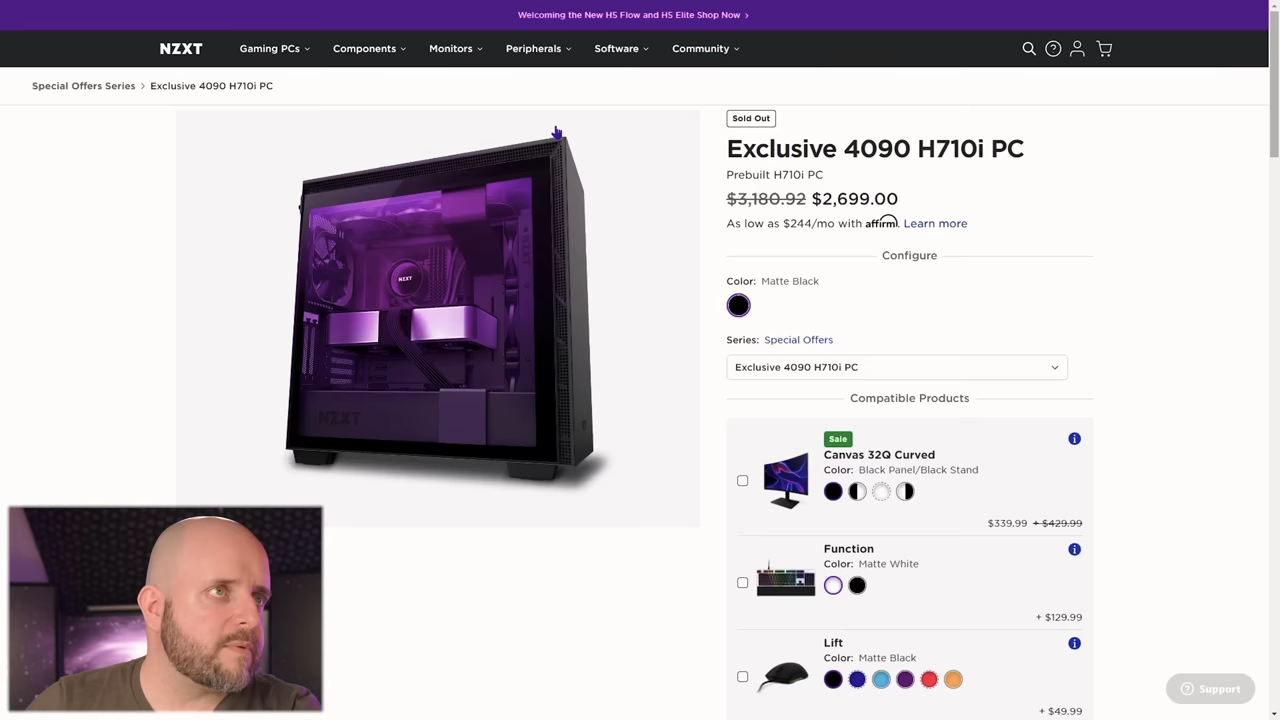 Welcoming the New H5 Flow and H5 Elite Shop Now
NZXT
Gaming PCs
Components
Monitors
Peripherals
Software
Community
Special Offers Series > Exclusive 4090 H710i PC
Sold Out
Exclusive 4090 H710i PC
Prebuilt H710i PC
$3,180.92 $2,699.00
As low as $244/mo with affirm. Learn more
Configure
Color: Matte Black
Series: Special Offers
Exclusive 4090 H710i PC
Compatible Products
Sale
Canvas 32Q Curved
Color: Black Panel/Black Stand
$339.99 + $429.99
Function
Color: Matte White
+ $129.99
Lift
Color: Matte Black
+ $49.99
NZXT
NZXT
Support